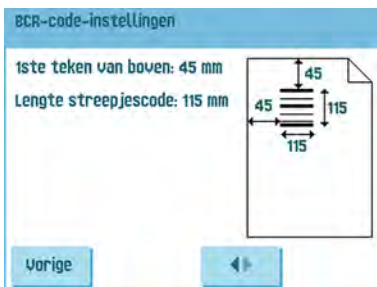 BCR-code-instellingen
1ste teken van boven: 45 mm
Lengte streepjescode: 115 mm
45
45
115
115
Vorige